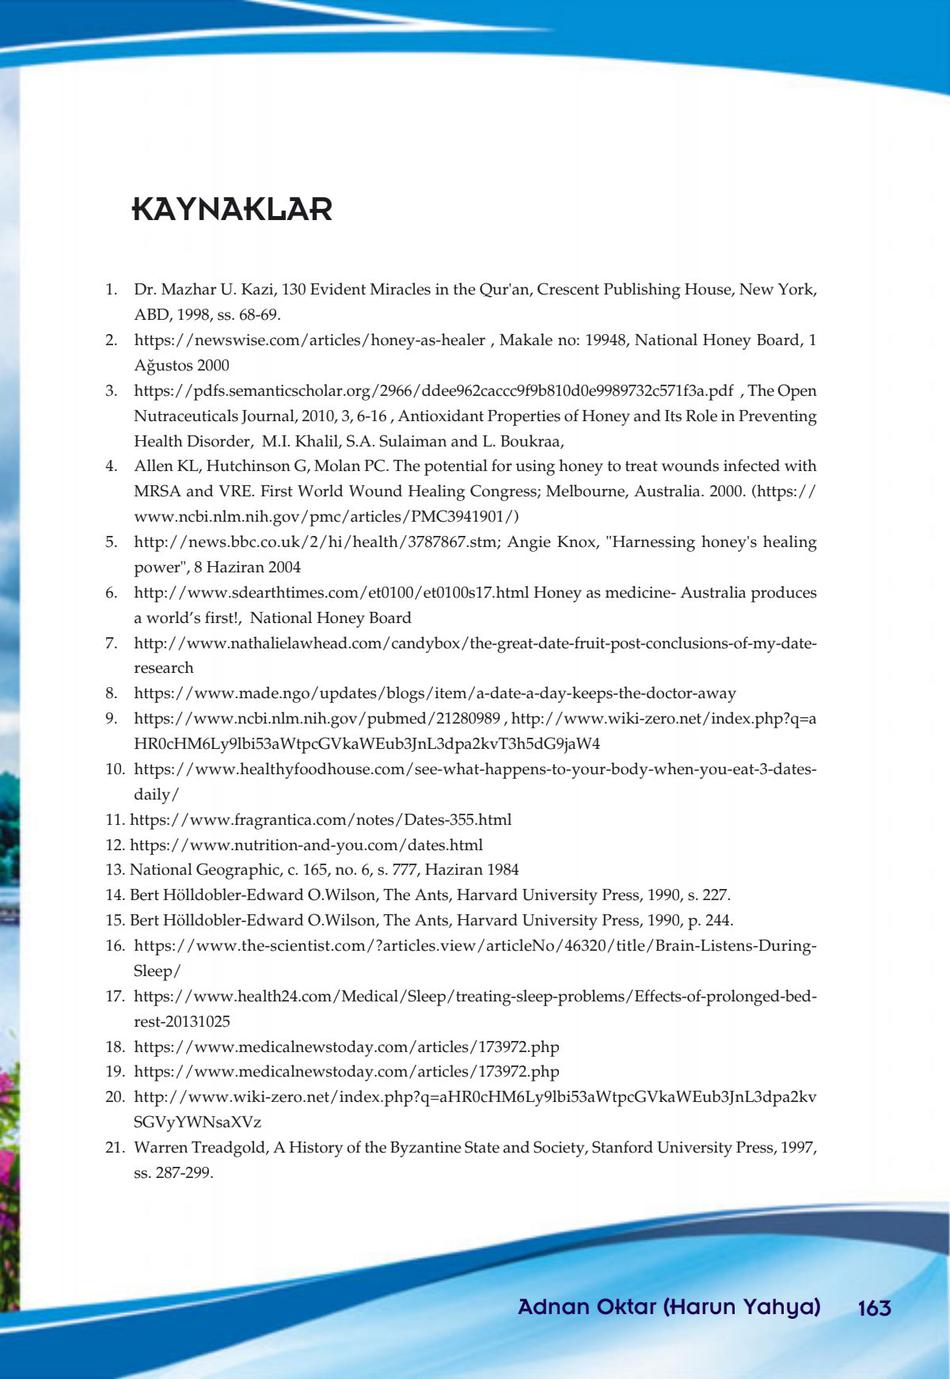 KAYNAKLAR
1. Dr. Mazhar U. Kazi, 130 Evident Miracles in the Qur'an, Crescent Publishing House, New York,
ABD, 1998, ss. 68-69.
2. https://newswise.com/articles/honey-as-healer , Makale no: 19948, National Honey Board, 1
Ağustos 2000
3. https://pdfs.semanticscholar.org/2966/ddee962caccc9f9b810d0e9989732c571f3a.pdf , The Open
Nutraceuticals Journal, 2010, 3, 6-16 , Antioxidant Properties of Honey and Its Role in Preventing
Health Disorder, M.I. Khalil, S.A. Sulaiman and L. Boukraa,
4. Allen KL, Hutchinson G, Molan PC. The potential for using honey to treat wounds infected with
MRSA and VRE. First World Wound Healing Congress; Melbourne, Australia. 2000. (https://
www.ncbi.nlm.nih.gov/pmc/articles/PMC3941901/)
5. http://news.bbc.co.uk/2/hi/health/3787867.stm; Angie Knox, "Harnessing honey's healing
power", 8 Haziran 2004
6. http://www.sdearthtimes.com/et0100/et0100s17.html Honey as medicine- Australia produces
a world’s first!, National Honey Board
7. http://www.nathalielawhead.com/candybox/the-great-date-fruit-post-conclusions-of-my-date-
research
8. https://www.made.ngo/updates/blogs/item/a-date-a-day-keeps-the-doctor-away
9. https://www.ncbi.nlm.nih.gov/pubmed/21280989 , http://www.wiki-zero.net/index.php?q=a
HR0cHM6Ly9lbi53aWtpcGVkaWEub3JnL3dpa2kvT3h5dG9jaW4
10. https://www.healthyfoodhouse.com/see-what-happens-to-your-body-when-you-eat-3-dates-
daily/
11. https://www.fragrantica.com/notes/Dates-355.html
12. https://www.nutrition-and-you.com/dates.html
13. National Geographic, c. 165, no. 6, s. 777, Haziran 1984
14. Bert Hölldobler-Edward O.Wilson, The Ants, Harvard University Press, 1990, s. 227.
15. Bert Hölldobler-Edward O.Wilson, The Ants, Harvard University Press, 1990, p. 244.
16. https://www.the-scientist.com/?articles.view/articleNo/46320/title/Brain-Listens-During-
Sleep/
17. https://www.health24.com/Medical/Sleep/treating-sleep-problems/Effects-of-prolonged-bed-
rest-20131025
18. https://www.medicalnewstoday.com/articles/173972.php
19. https://www.medicalnewstoday.com/articles/173972.php
20. http://www.wiki-zero.net/index.php?q=aHR0cHM6Ly9lbi53aWtpcGVkaWEub3JnL3dpa2kv
SGVyYWNsaXVz
21. Warren Treadgold, A History of the Byzantine State and Society, Stanford University Press, 1997,
ss. 287-299.
Adnan Oktar (Harun Yahya) 163